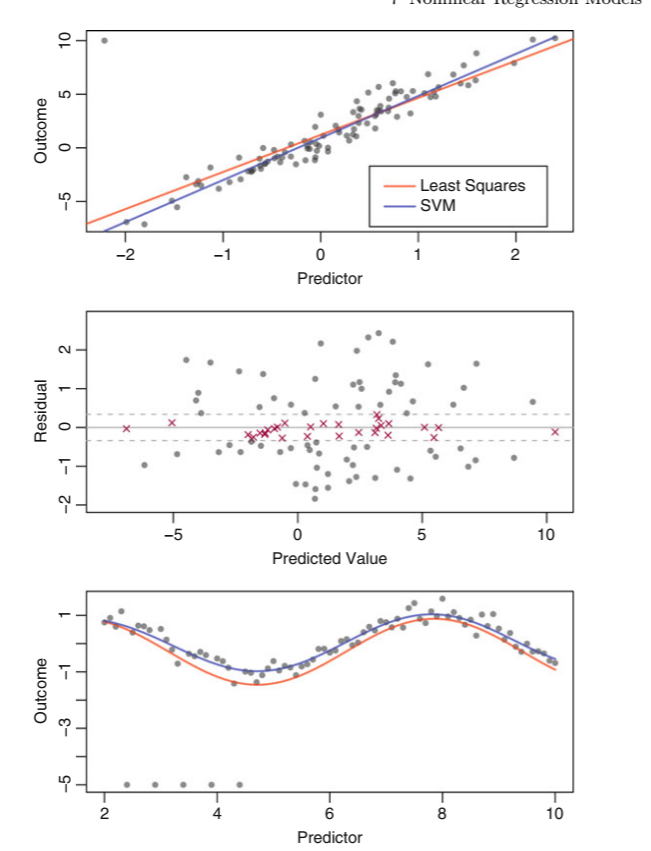 7 Nonlinear Regression Models
10
5
0
−5
Outcome
Least Squares
SVM
−2 −1 0 1 2
Predictor
2
1
0
−1
−2
Residual
−5 0 5 10
Predicted Value
1
−1
−3
−5
Outcome
2 4 6 8 10
Predictor